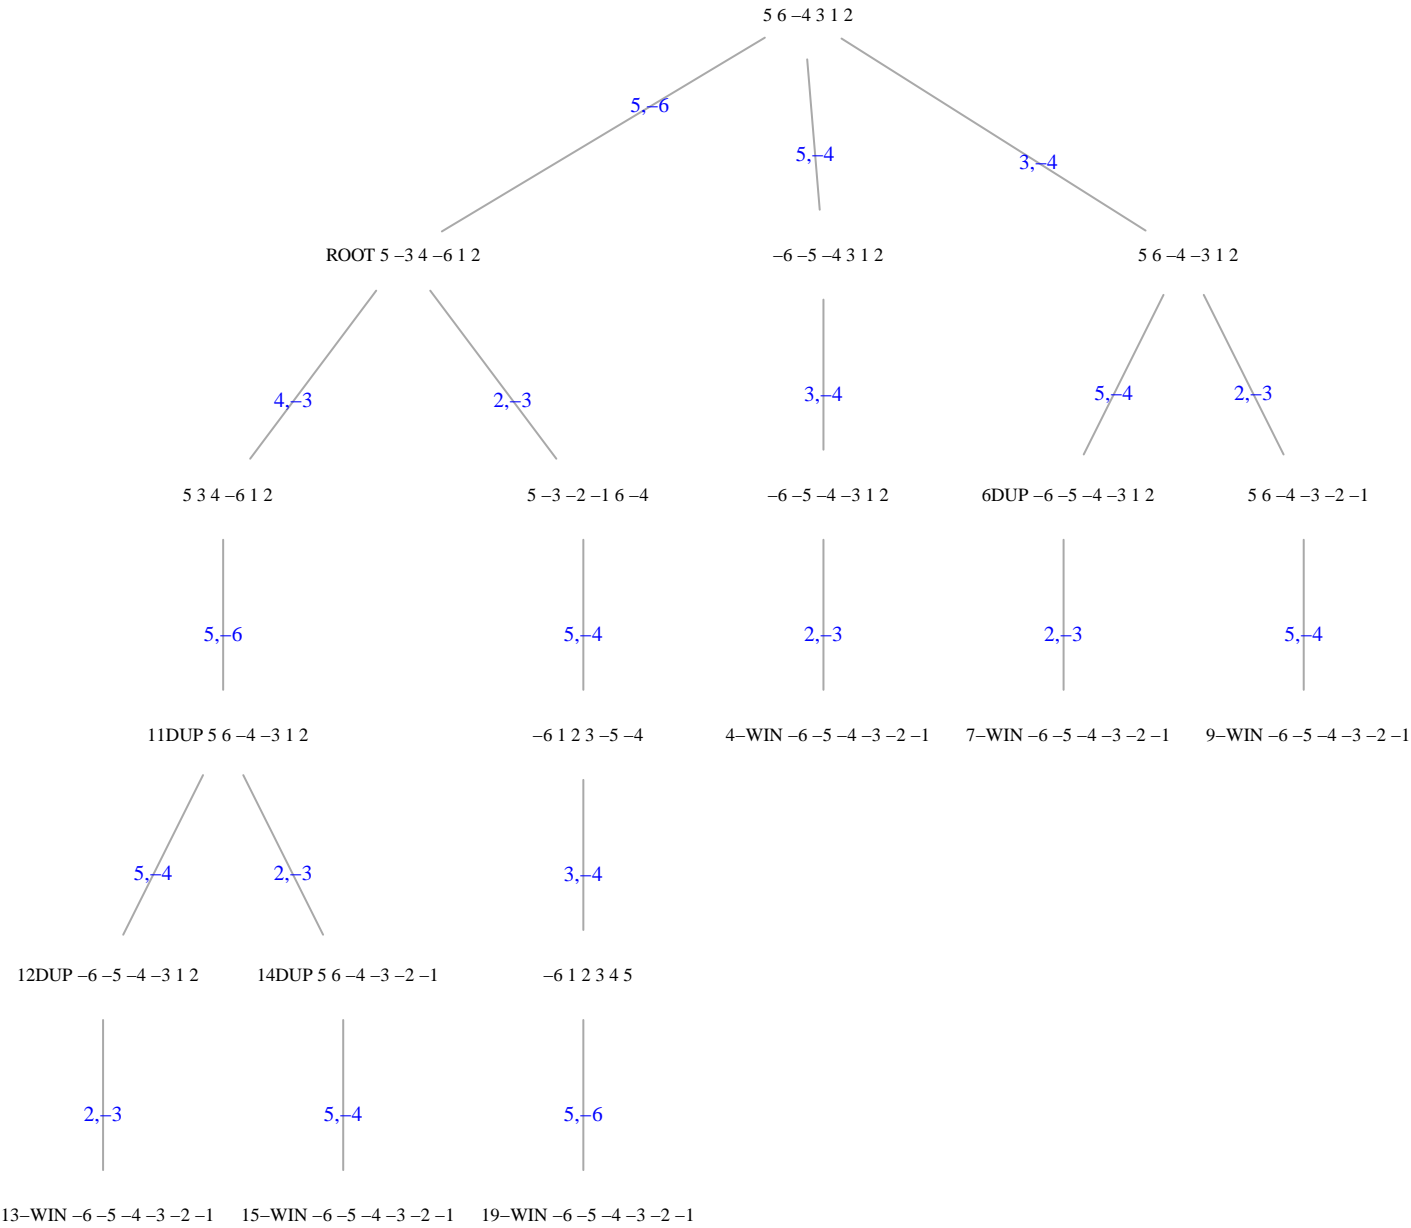 5 6 –4 3 1 2
5,–6
5,–4
3,–4
ROOT 5 –3 4 –6 1 2
–6 –5 –4 3 1 2
5 6 –4 –3 1 2
4,–3
2,–3
3,–4
5,–4
2,–3
5 3 4 –6 1 2
5 –3 –2 –1 6 –4
–6 –5 –4 –3 1 2
6DUP –6 –5 –4 –3 1 2
5 6 –4 –3 –2 –1
5,–6
5,–4
2,–3
2,–3
5,–4
11DUP 5 6 –4 –3 1 2
–6 1 2 3 –5 –4
4–WIN –6 –5 –4 –3 –2 –1
7–WIN –6 –5 –4 –3 –2 –1
9–WIN –6 –5 –4 –3 –2 –1
5,–4
2,–3
3,–4
12DUP –6 –5 –4 –3 1 2
14DUP 5 6 –4 –3 –2 –1
–6 1 2 3 4 5
2,–3
5,–4
5,–6
13–WIN –6 –5 –4 –3 –2 –1
15–WIN –6 –5 –4 –3 –2 –1
19–WIN –6 –5 –4 –3 –2 –1